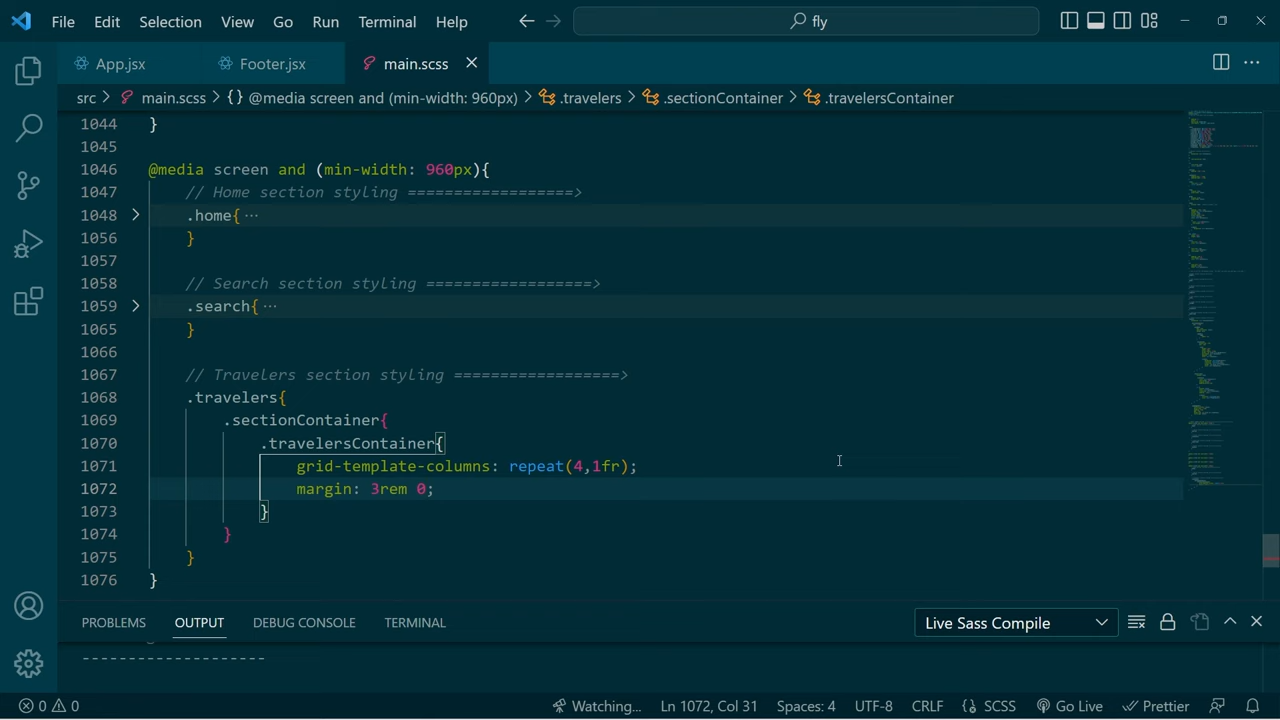 File Edit Selection View Go Run Terminal Help fly
App.jsx Footer.jsx main.scss
src > main.scss > {} @media screen and (min-width: 960px) > .travelers > .sectionContainer > .travelersContainer
1044 }
1045
1046 @media screen and (min-width: 960px){
1047 // Home section styling ==================>
1048 .home{ ···
1056 }
1057
1058 // Search section styling ==================>
1059 .search{ ···
1065 }
1066
1067 // Travelers section styling ==================>
1068 .travelers{
1069 .sectionContainer{
1070 .travelersContainer{
1071 grid-template-columns: repeat(4,1fr);
1072 margin: 3rem 0;
1073 }
1074 }
1075 }
1076 }
PROBLEMS OUTPUT DEBUG CONSOLE TERMINAL Live Sass Compile
--------------------
0 0 Watching... Ln 1072, Col 31 Spaces: 4 UTF-8 CRLF {} SCSS Go Live Prettier